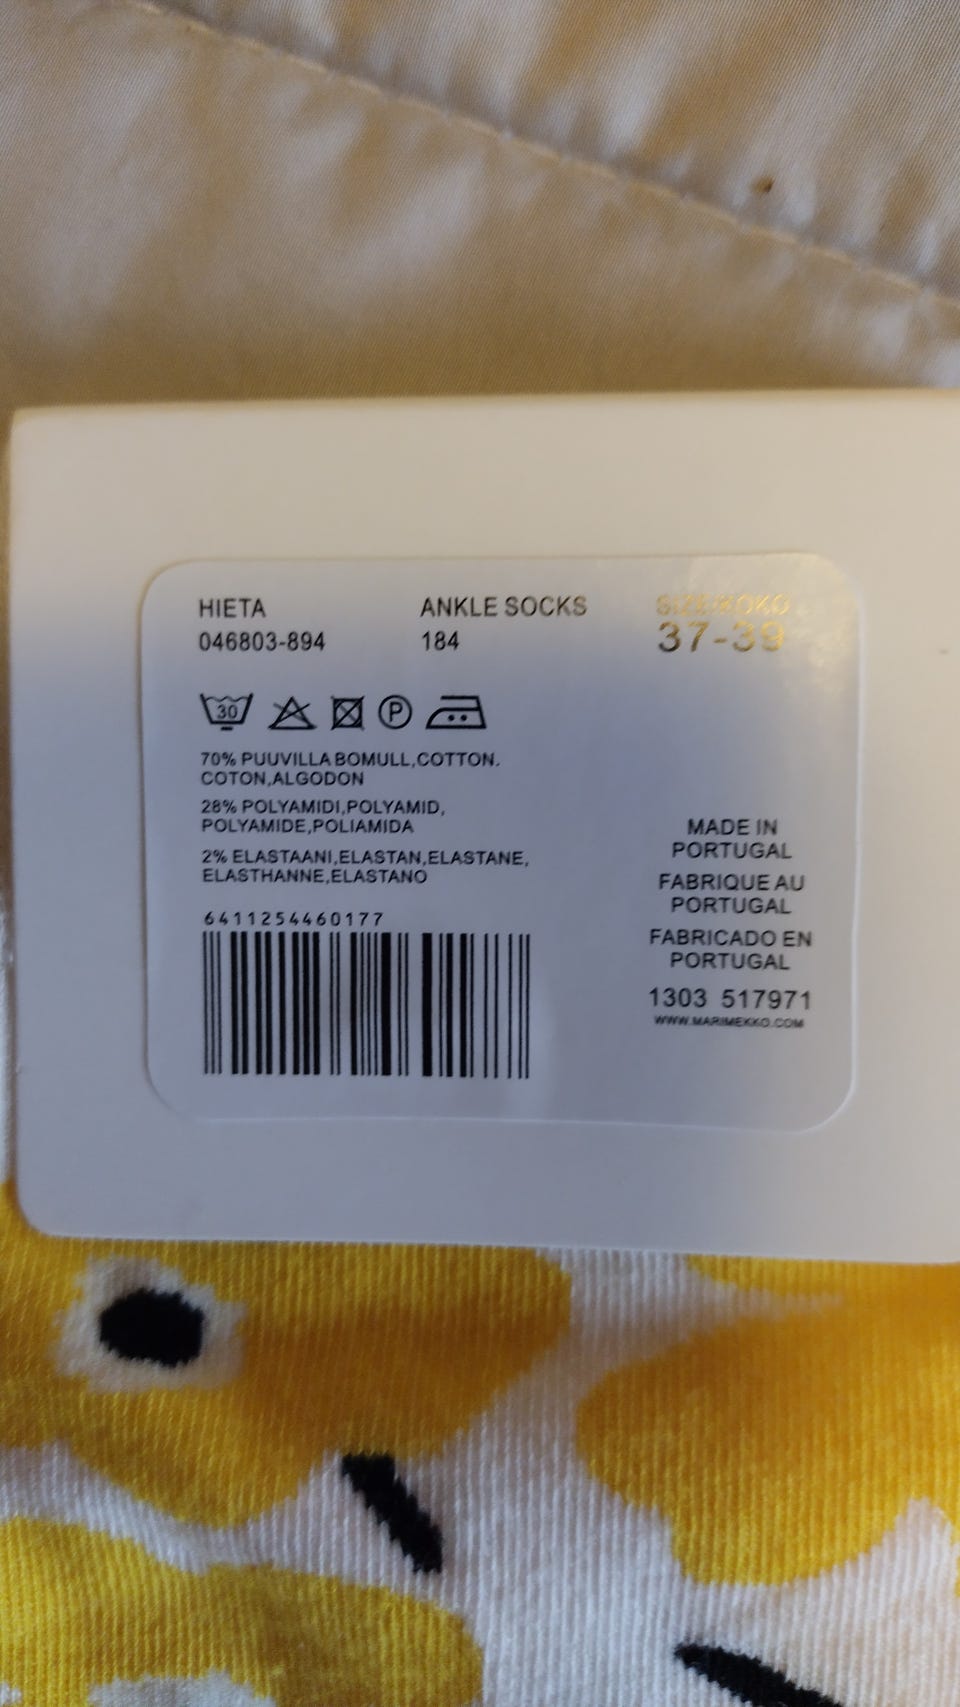 HIETA
046803-894
ANKLE SOCKS
184
SIZE/KOKO
37-39
30
P
70% PUUVILLA BOMULL,COTTON.
COTON,ALGODON
28% POLYAMIDI,POLYAMID,
POLYAMIDE,POLIAMIDA
2% ELASTAANI,ELASTAN,ELASTANE,
ELASTHANNE,ELASTANO
6411254460177
MADE IN
PORTUGAL
FABRIQUE AU
PORTUGAL
FABRICADO EN
PORTUGAL
1303 517971
WWW.MARIMEKKO.COM